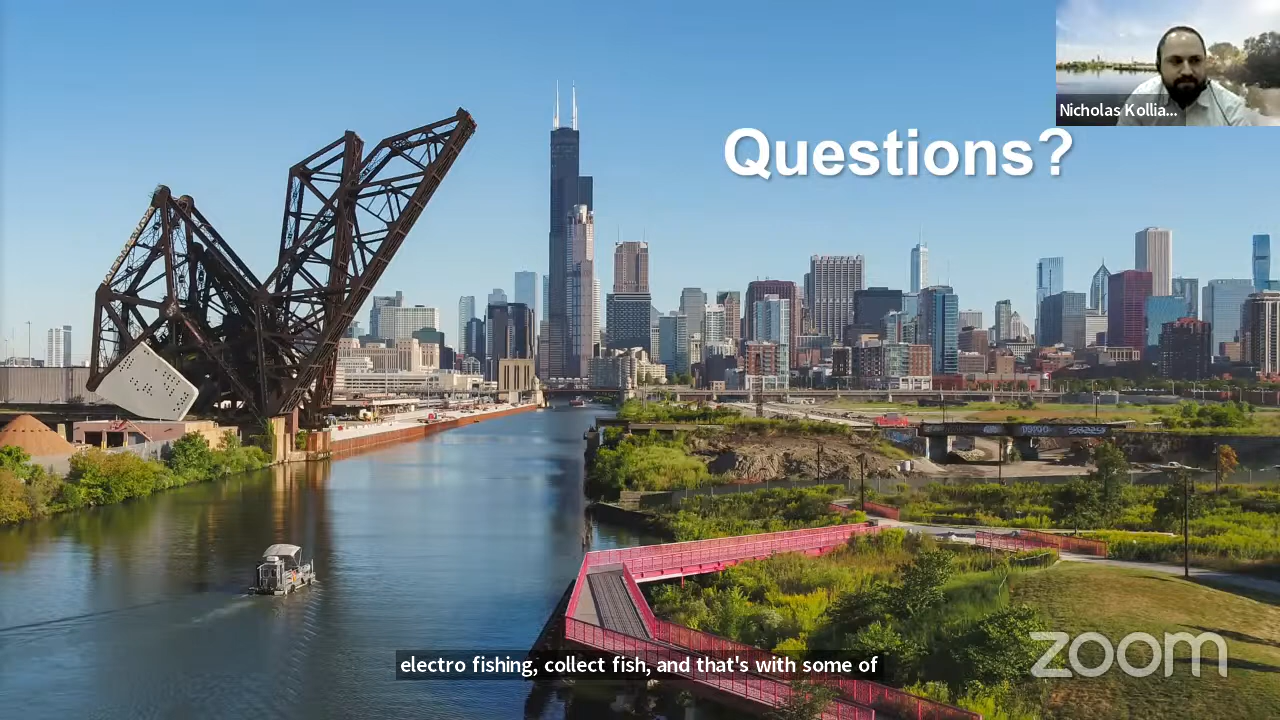 Nicholas Kollia...
Questions?
electro fishing, collect fish, and that's with some of
zoom